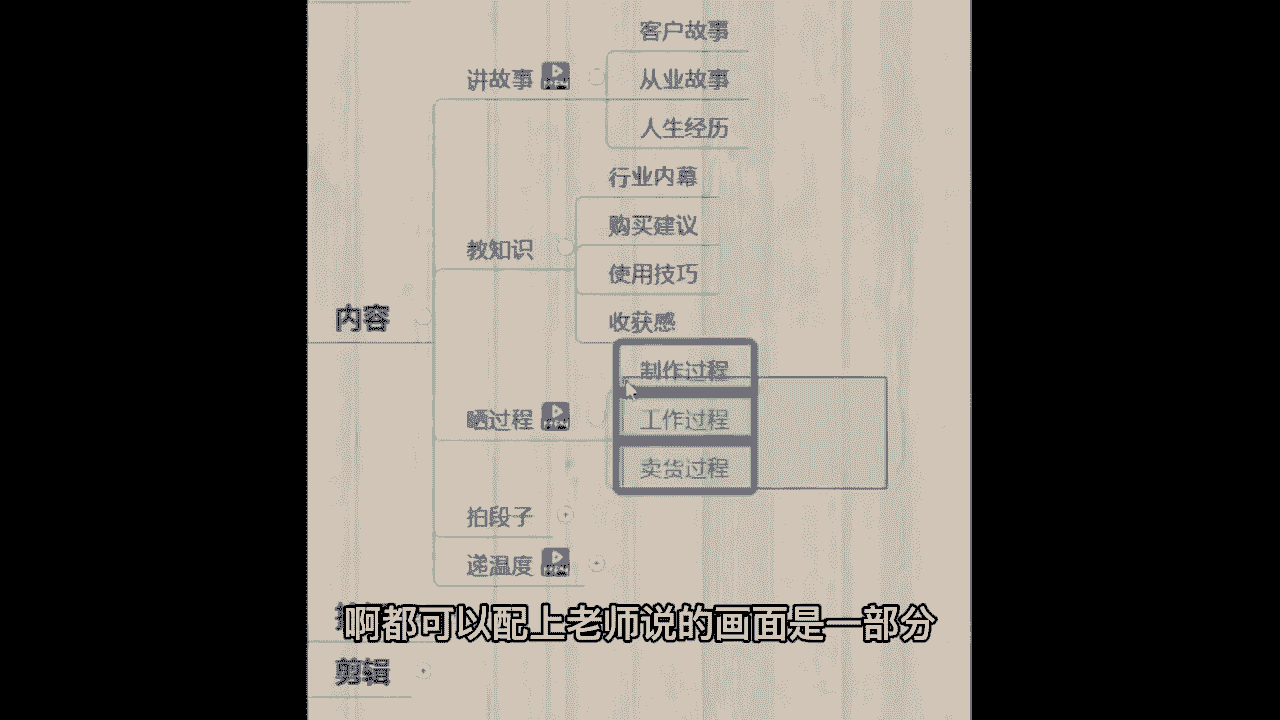 客户故事
讲故事
从业故事
人生经历
行业内幕
购买建议
教知识
使用技巧
内容
收获感
制作过程
晒过程
工作过程
卖货过程
拍段子
递温度
啊都可以配上老师说的画面是一部分
剪辑